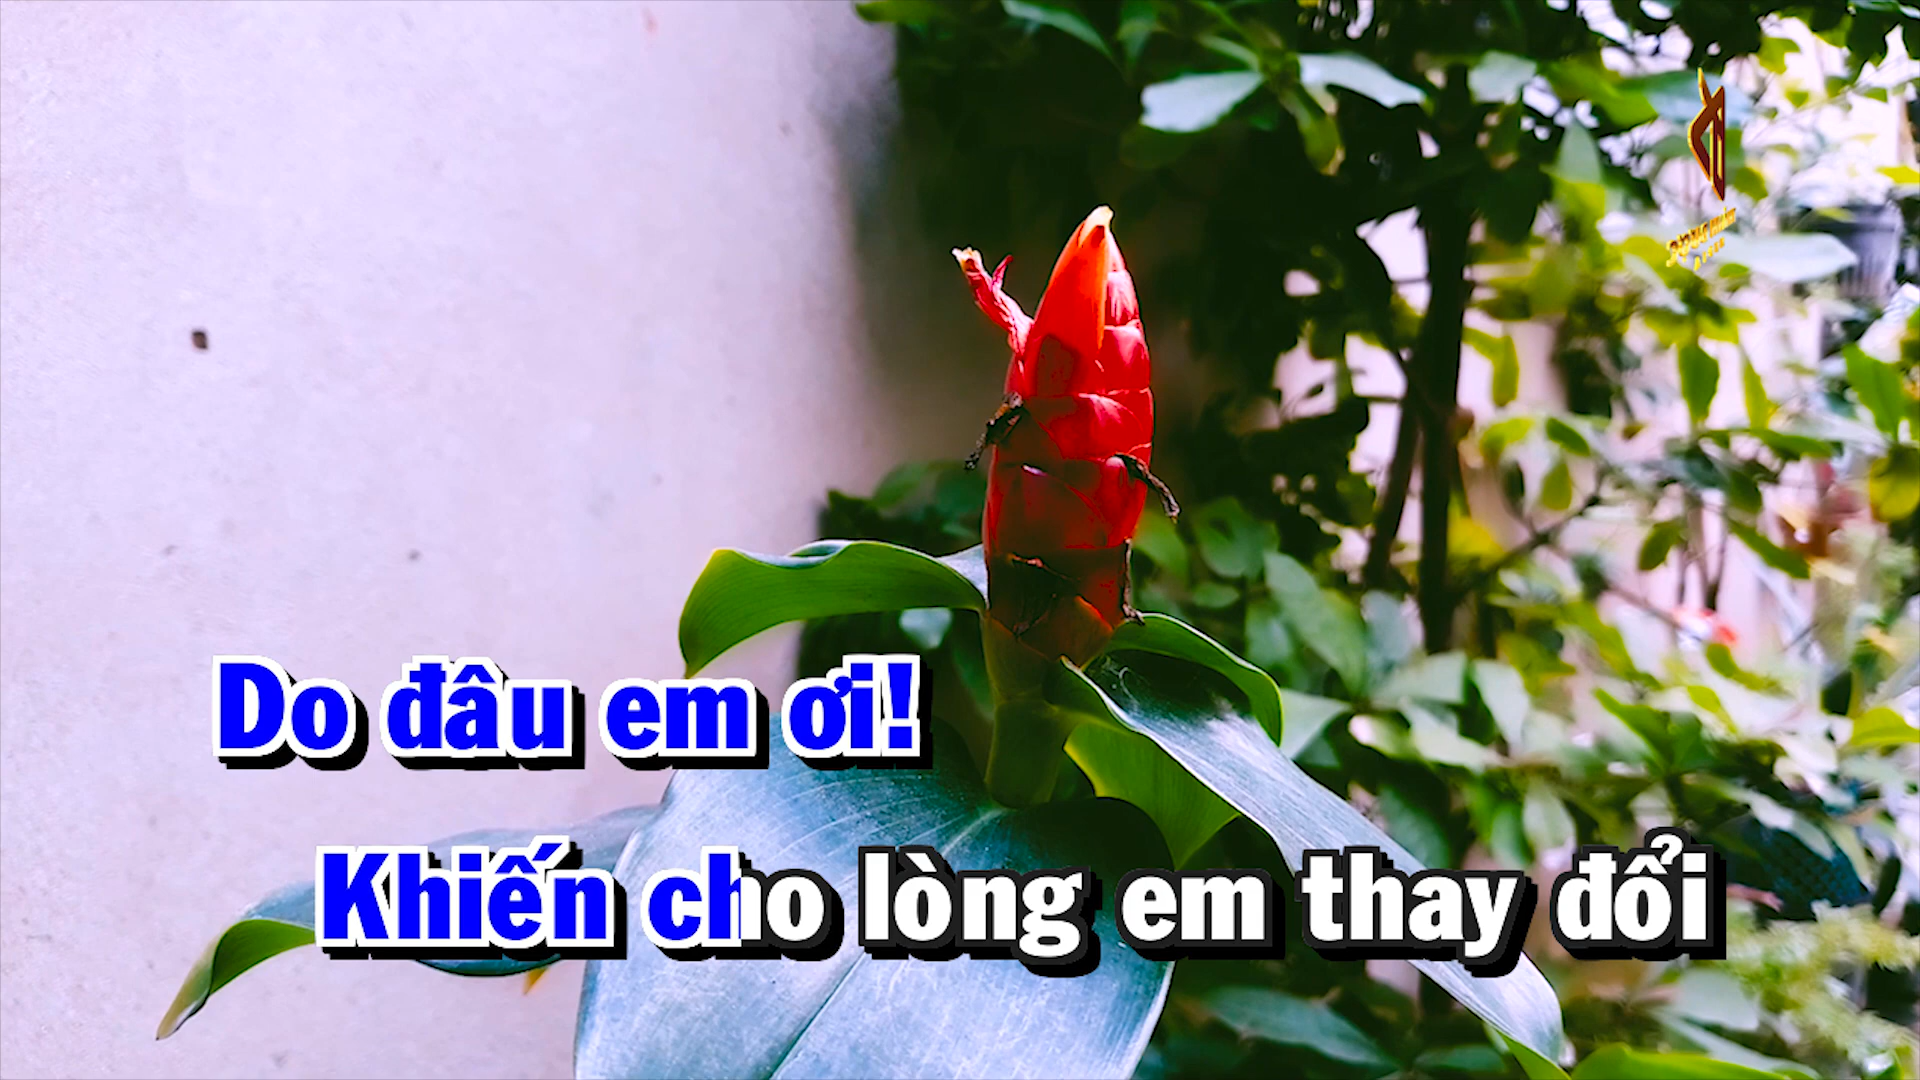 Do đâu em ơi!
Khiến cho lòng em thay đổi